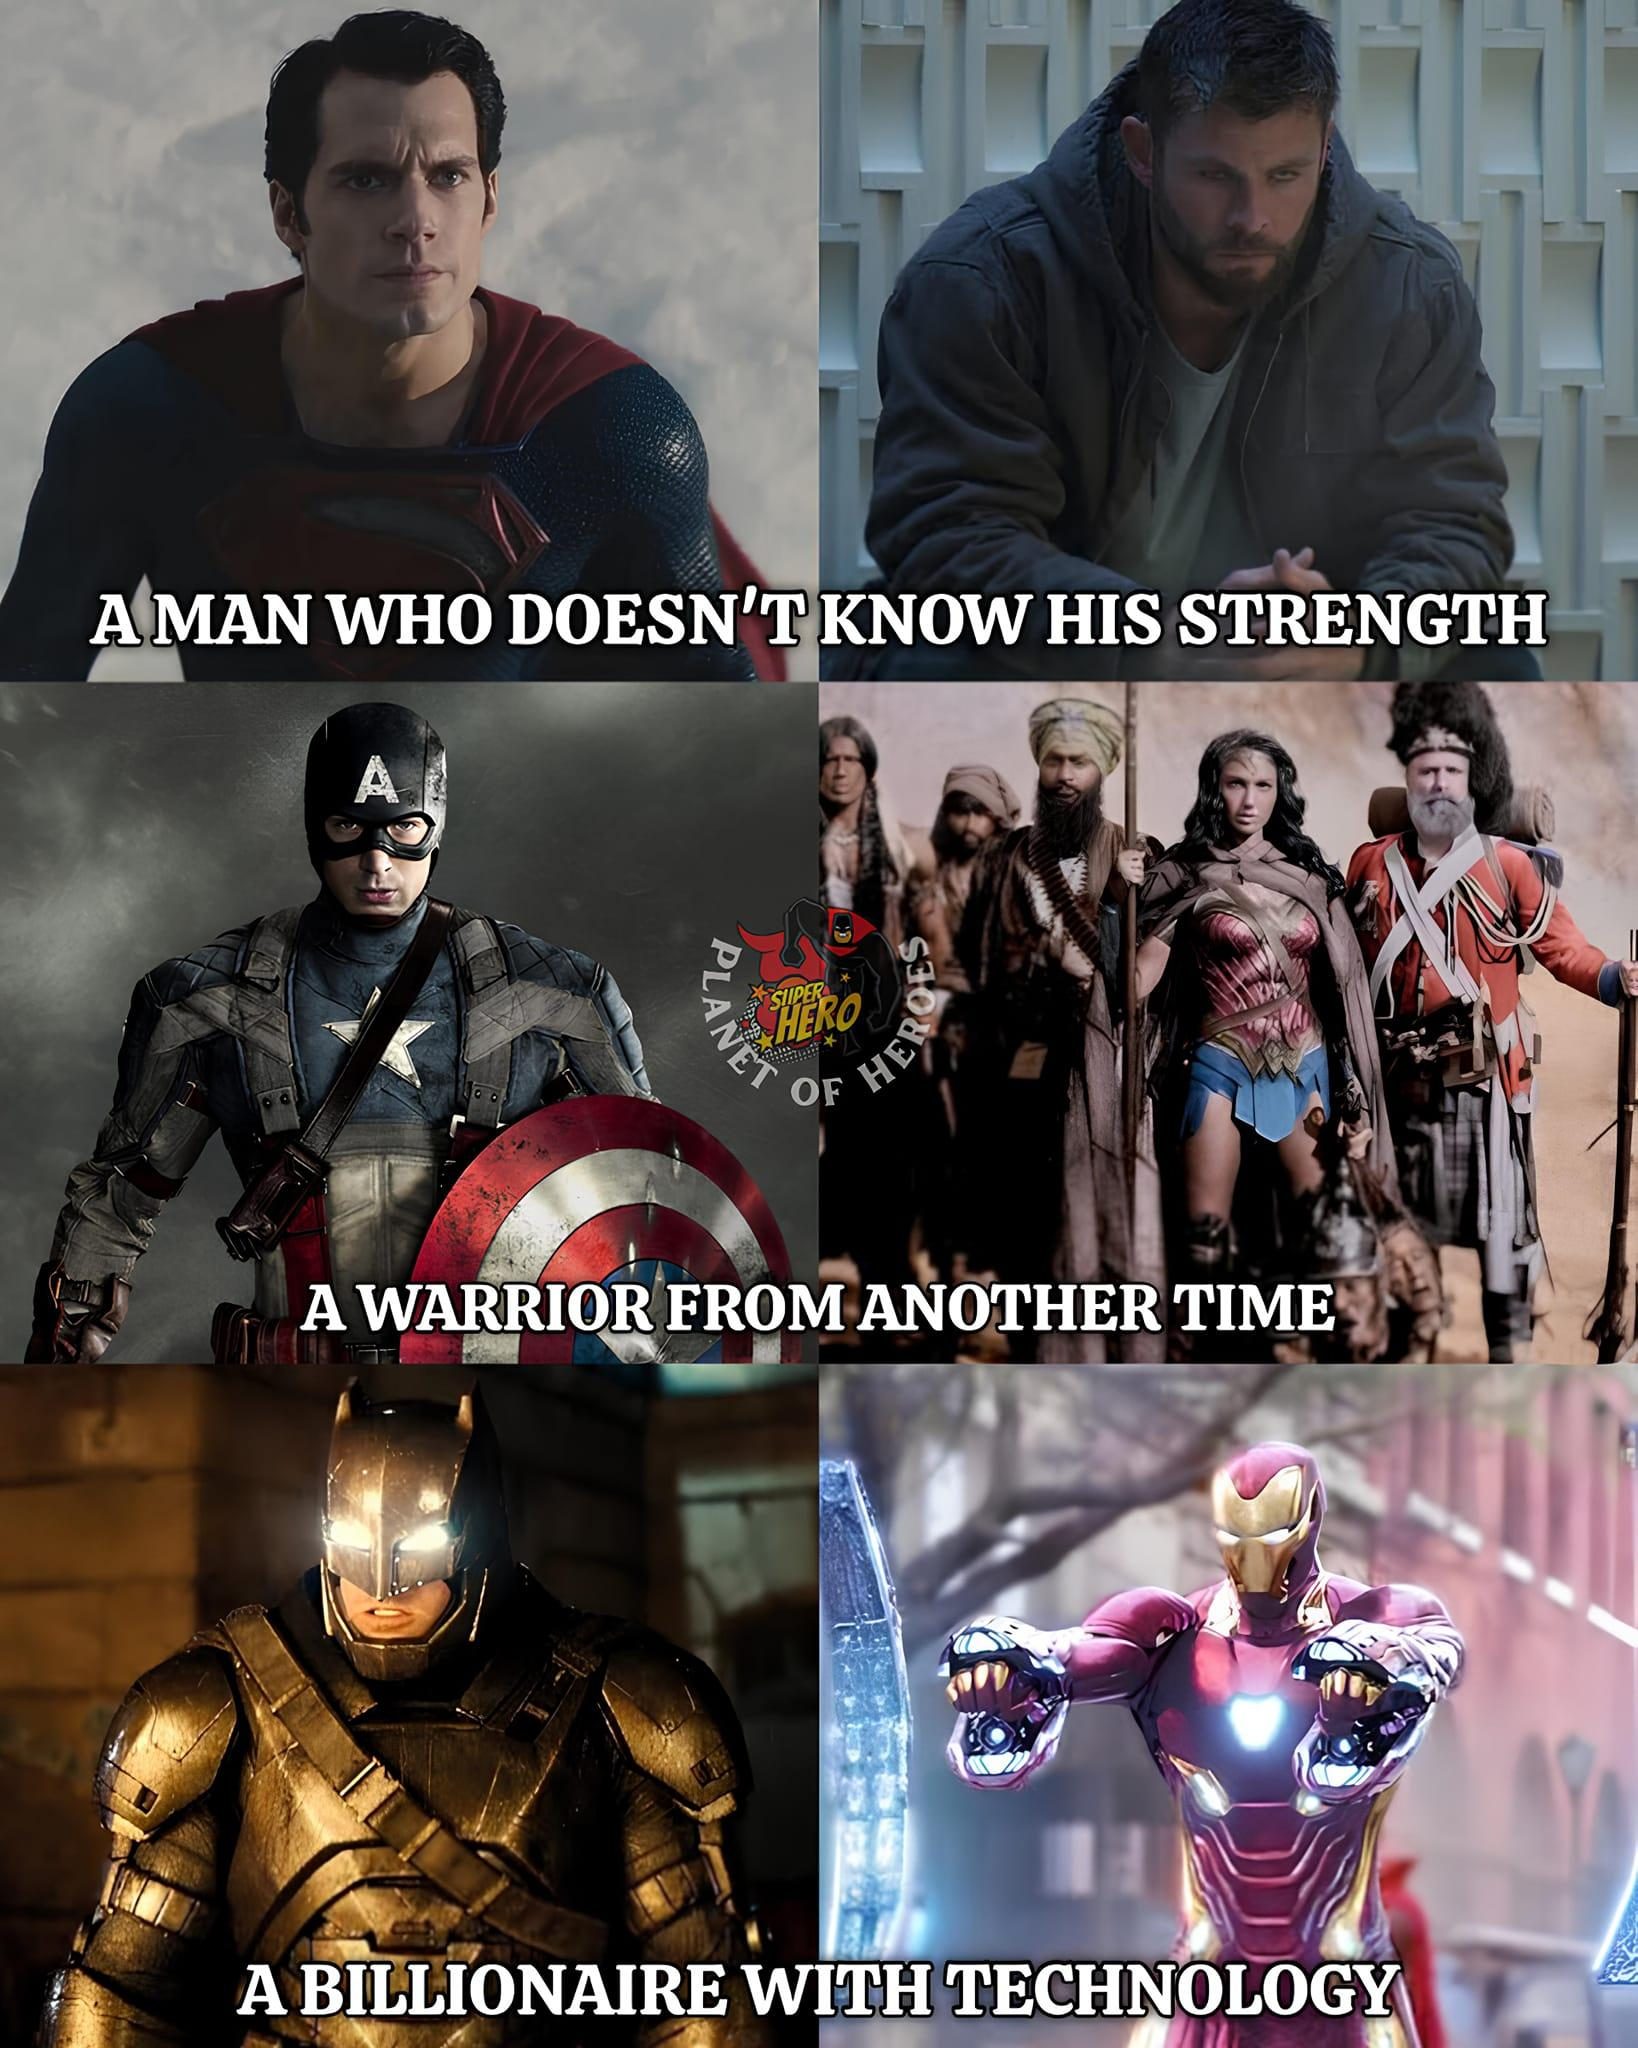 A MAN WHO DOESN'T KNOW HIS STRENGTH
A
SUPER
HERO
PLANET OF HEROES
A WARRIOR FROM ANOTHER TIME
A BILLIONAIRE WITH TECHNOLOGY